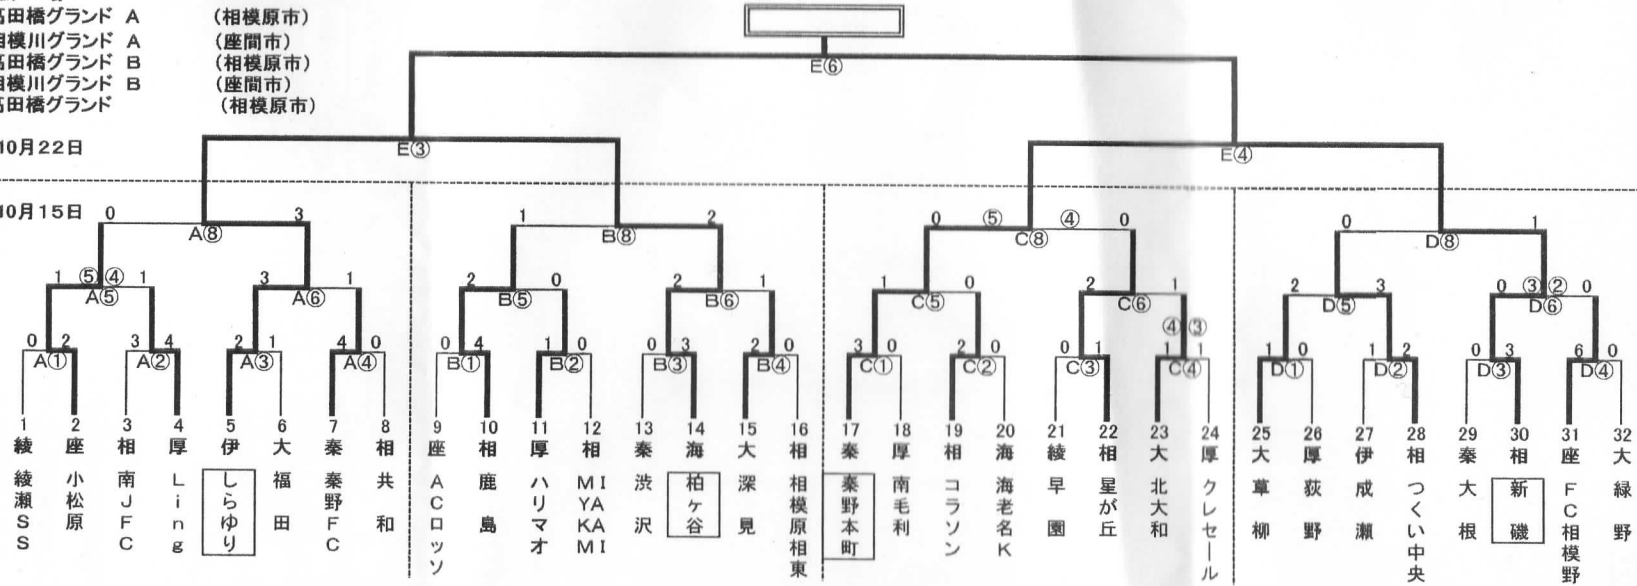 高田橋グランド A (相模原市)
相模川グランド A (座間市)
高田橋グランド B (相模原市)
相模川グランド B (座間市)
高田橋グランド (相模原市)
E⑥
10月22日
E③ E④
10月15日
0 3 1 2 0 ⑤ ④ 0 0 1
A⑧ B⑧ C⑧ D⑧
1 ⑤ ④ 1 3 1 2 0 2 1 1 0 2 1 2 3 0 ③ ② 0
A⑤ A⑥ B⑤ B⑥ C⑤ C⑥ D⑤ D⑥
④ ③
0 2 3 4 2 1 4 0 0 4 1 0 0 3 2 0 3 0 2 0 0 1 1 1 1 0 1 2 0 3 6 0
A① A② A③ A④ B① B② B③ B④ C① C② C③ C④ D① D② D③ D④
1 2 3 4 5 6 7 8 9 10 11 12 13 14 15 16 17 18 19 20 21 22 23 24 25 26 27 28 29 30 31 32
綾 座 相 厚 伊 大 秦 相 座 相 厚 相 秦 海 大 相 秦 厚 相 海 綾 相 大 厚 大 厚 伊 相 秦 相 座 大
綾瀬SS
小松原
南JFC
Ling
しらゆり
福田
秦野FC
共和
ACロッソ
鹿島
ハリマオ
MIYAKAMI
渋沢
柏ヶ谷
深見
相模原相東
秦野本町
南毛利
コラソン
海老名K
早園
星が丘
北大和
クレセール
草柳
荻野
成瀬
つくい中央
大根
新磯
FC相模野
緑野